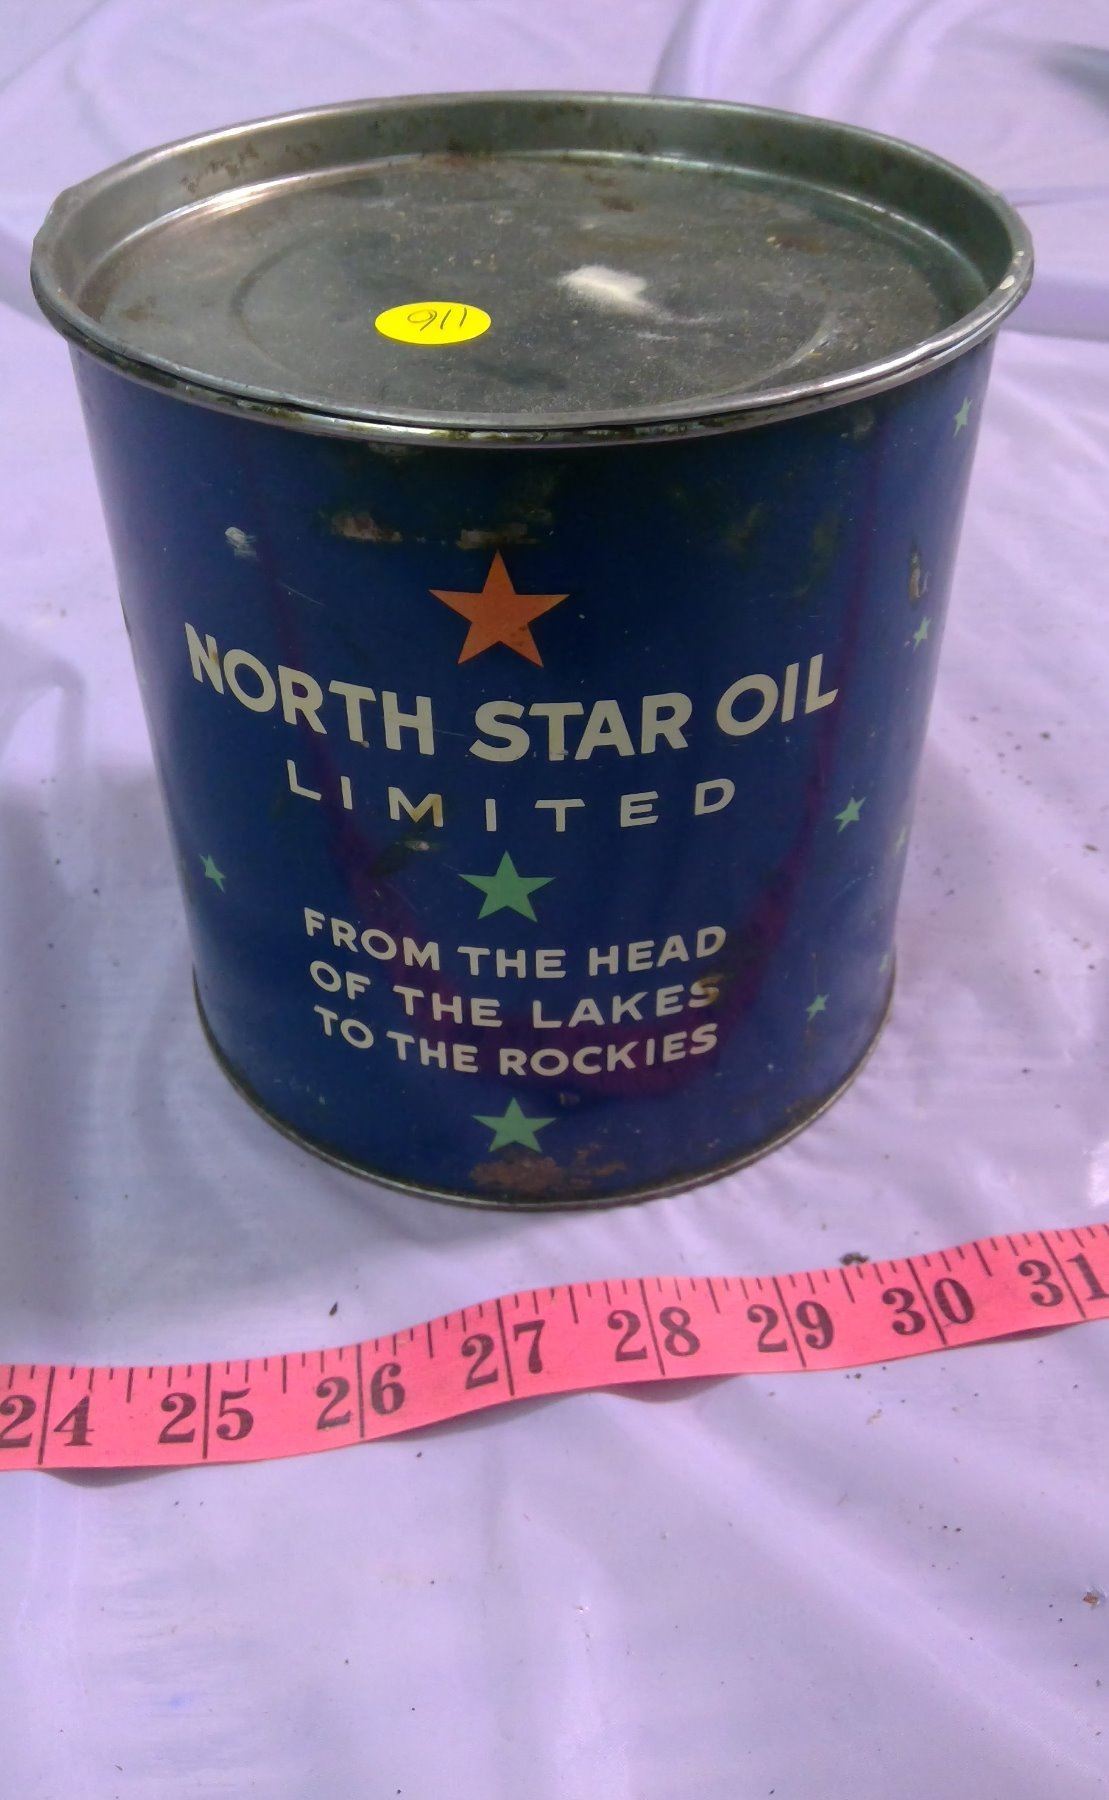 911
NORTH STAR OIL
LIMITED
FROM THE HEAD
OF THE LAKES
TO THE ROCKIES
24 25 26 27 28 29 30 31